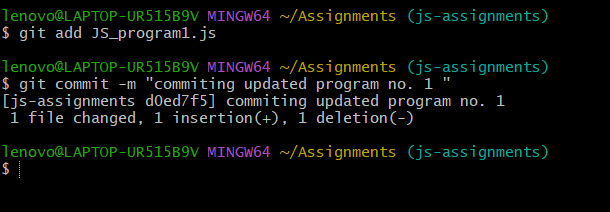 lenovo@LAPTOP-UR515B9V MINGW64 ~/Assignments (js-assignments)
$ git add JS_program1.js
lenovo@LAPTOP-UR515B9V MINGW64 ~/Assignments (js-assignments)
$ git commit -m "commiting updated program no. 1 "
[js-assignments d0ed7f5] commiting updated program no. 1
 1 file changed, 1 insertion(+), 1 deletion(-)
lenovo@LAPTOP-UR515B9V MINGW64 ~/Assignments (js-assignments)
$